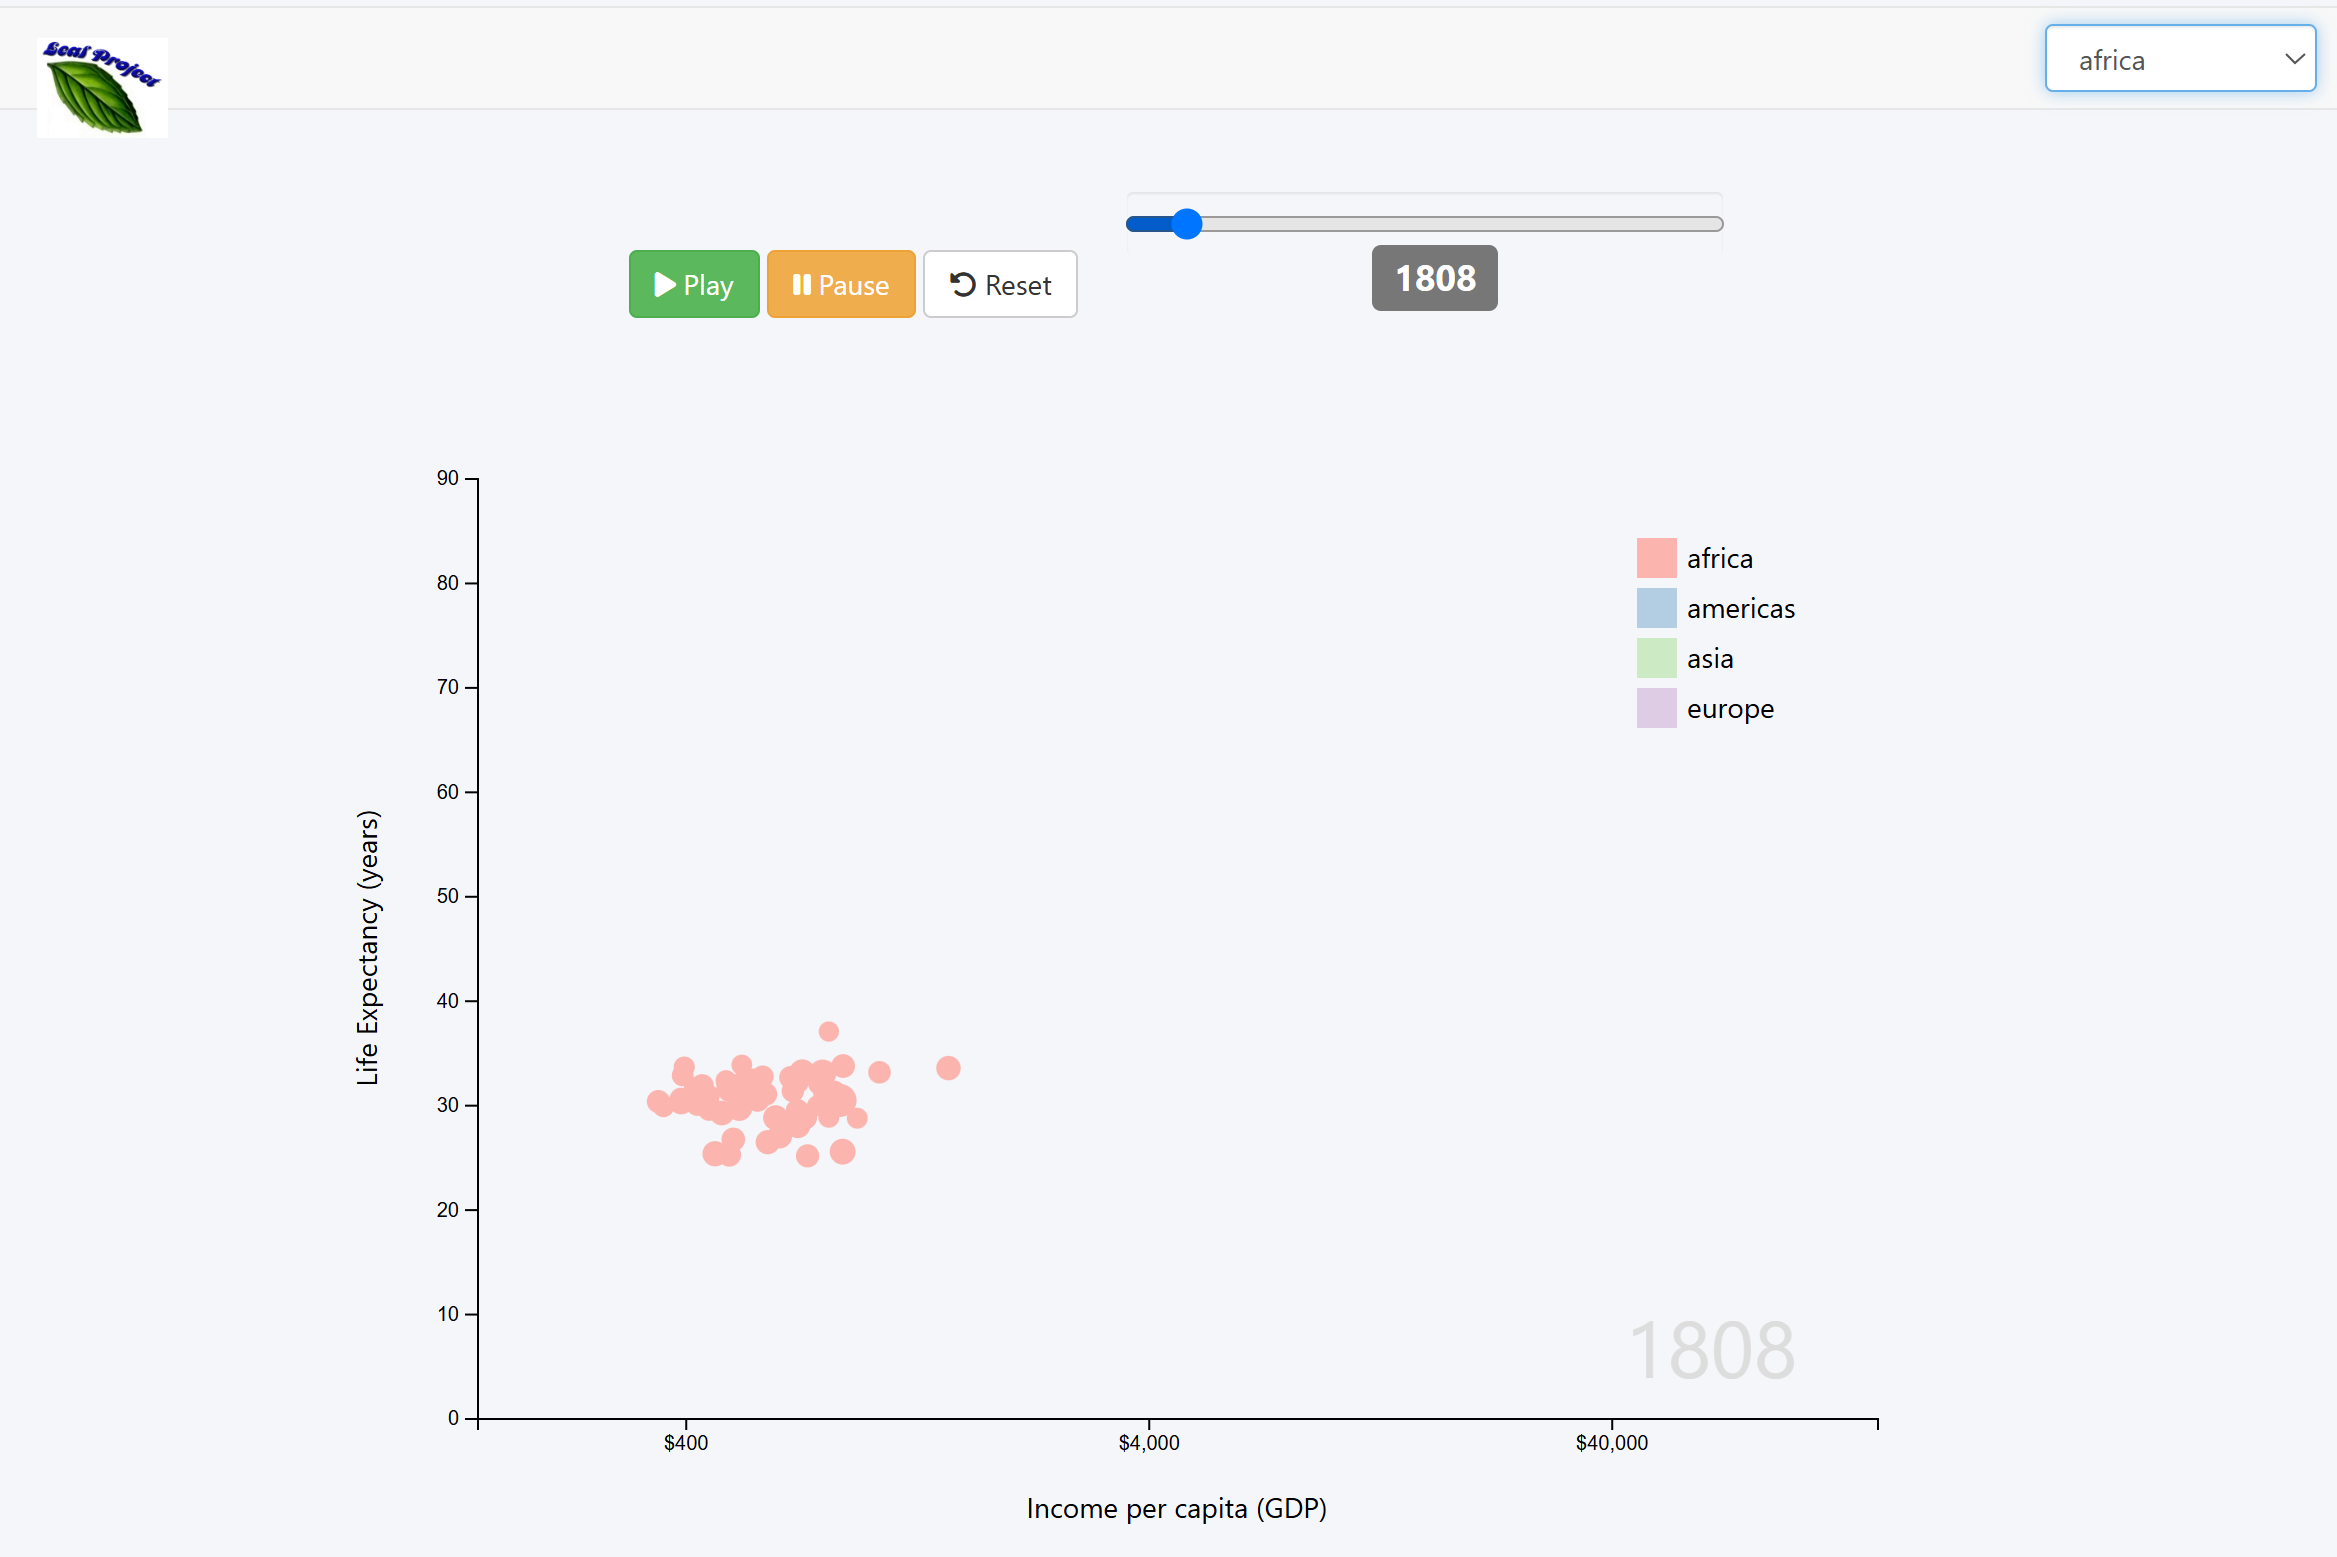 Leaf Project
africa
Play
Pause
Reset
1808
90
80
70
60
50
40
30
20
10
0
Life Expectancy (years)
africa
americas
asia
europe
1808
$400
$4,000
$40,000
Income per capita (GDP)